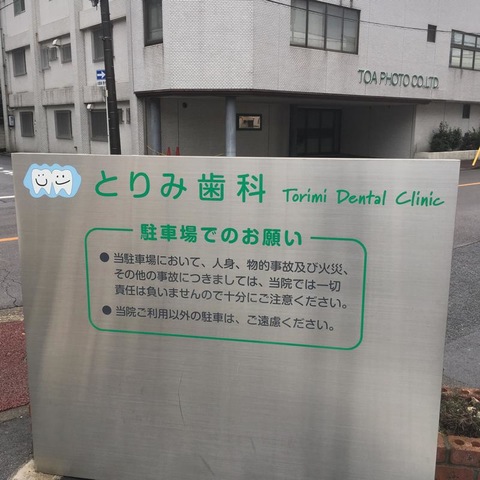 TOA PHOTO CO.LTD.
とりみ歯科 Torimi Dental Clinic
駐車場でのお願い
● 当駐車場において、人身、物的事故及び火災、
その他の事故につきましては、当院では一切
責任は負いませんので十分にご注意ください。
● 当院ご利用以外の駐車は、ご遠慮ください。